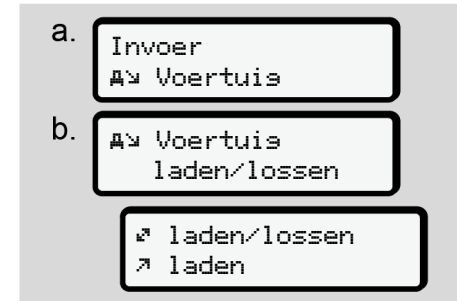 a.
Invoer
Voertuig
b.
Voertuig
laden/lossen
laden/lossen
laden